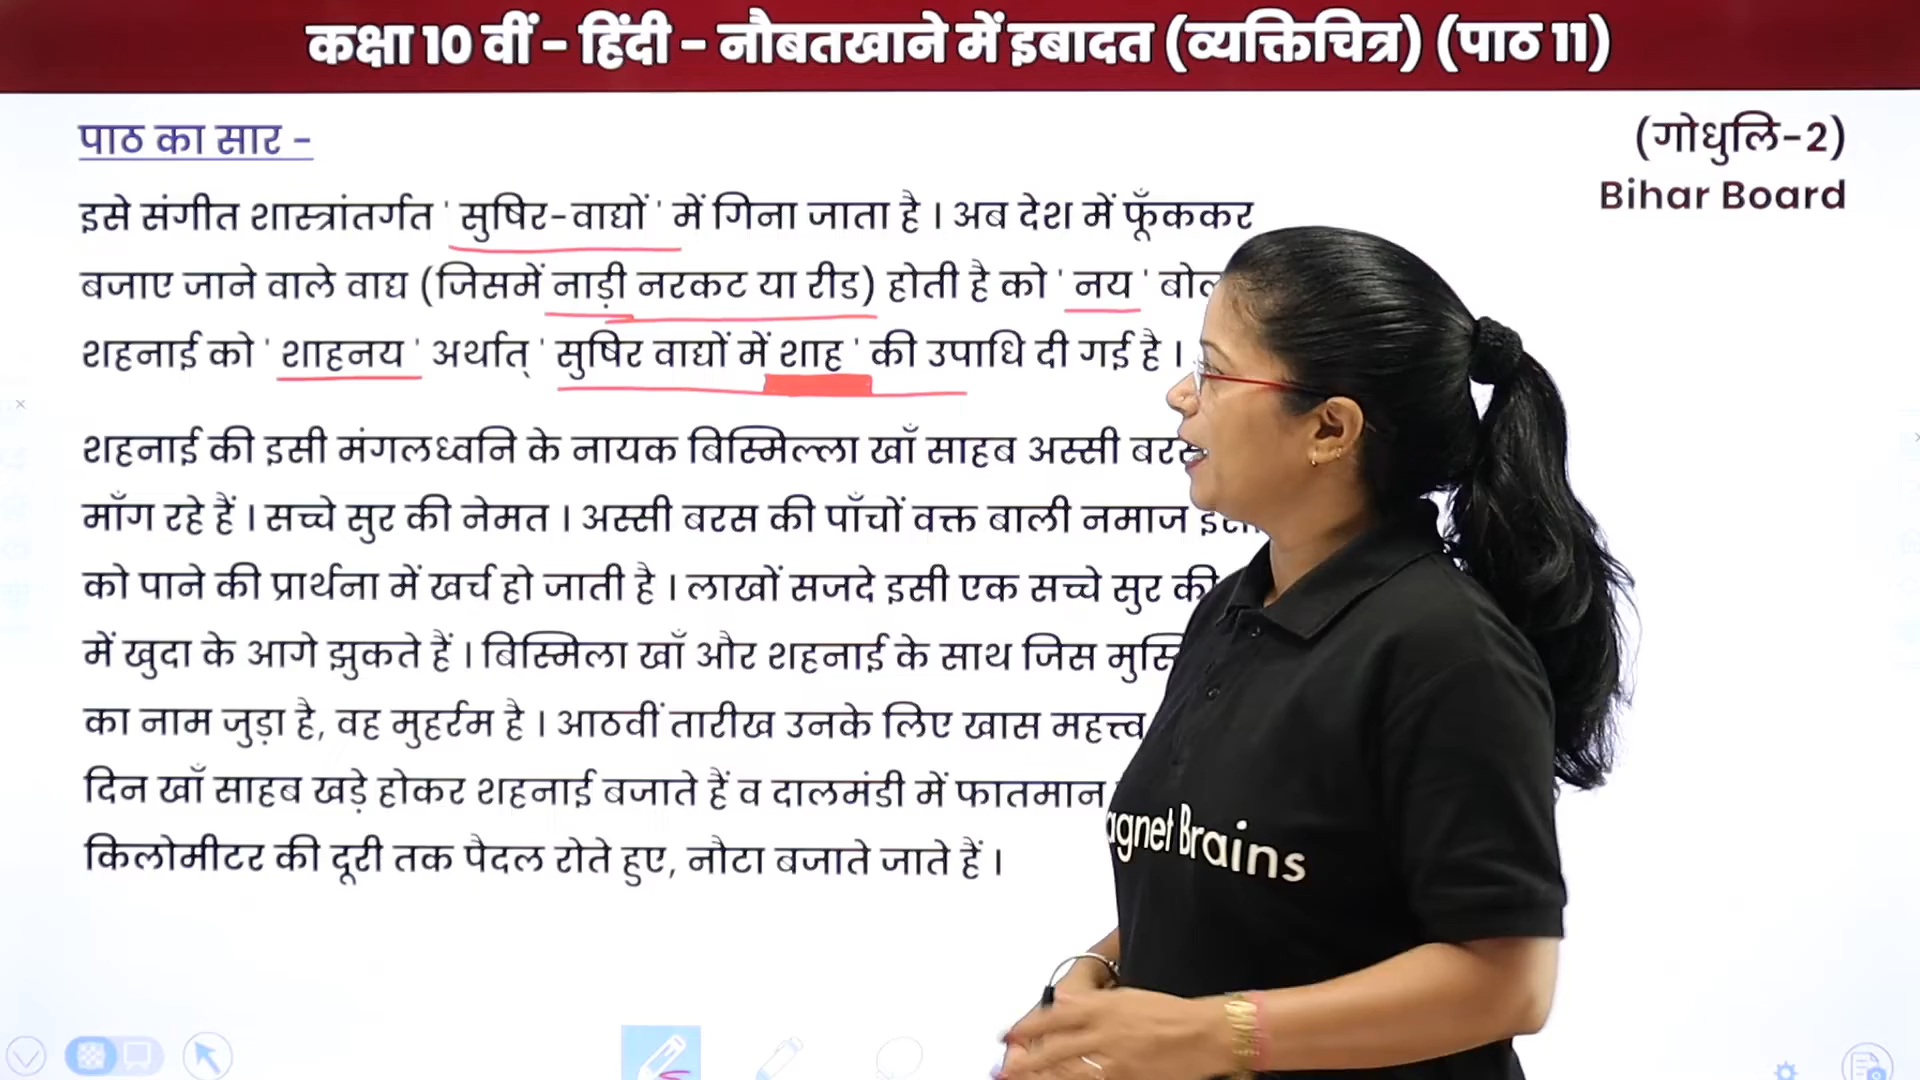 कक्षा 10 वीं - हिंदी - नौबतखाने में इबादत (व्यक्तिचित्र) (पाठ 11)
पाठ का सार -
(गोधुलि-2)
Bihar Board
इसे संगीत शास्त्रांतर्गत ' सुषिर-वाद्यों ' में गिना जाता है । अब देश में फूँककर
बजाए जाने वाले वाद्य (जिसमें नाड़ी नरकट या रीड) होती है को ' नय '
शहनाई को ' शाहनय ' अर्थात् ' सुषिर वाद्यों में शाह ' की उपाधि दी गई है ।
शहनाई की इसी मंगलध्वनि के नायक बिस्मिल्ला खाँ साहब अस्सी
माँग रहे हैं । सच्चे सुर की नेमत । अस्सी बरस की पाँचों वक्त बाली नमाज
को पाने की प्रार्थना में खर्च हो जाती है । लाखों सजदे इसी एक सच्चे सुर की
में खुदा के आगे झुकते हैं । बिस्मिला खाँ और शहनाई के साथ जिस
का नाम जुड़ा है, वह मुहर्रम है । आठवीं तारीख उनके लिए खास महत्त्व
दिन खाँ साहब खड़े होकर शहनाई बजाते हैं व दालमंडी में फातमान
किलोमीटर की दूरी तक पैदल रोते हुए, नौटा बजाते जाते हैं ।
Brains